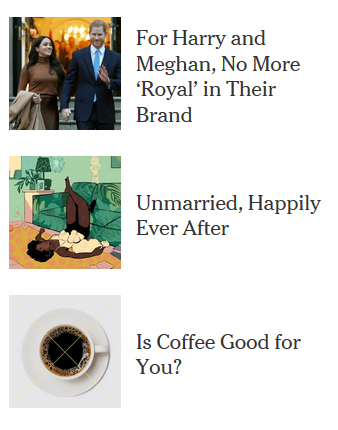 For Harry and
Meghan, No More
‘Royal’ in Their
Brand
Unmarried, Happily
Ever After
Is Coffee Good for
You?